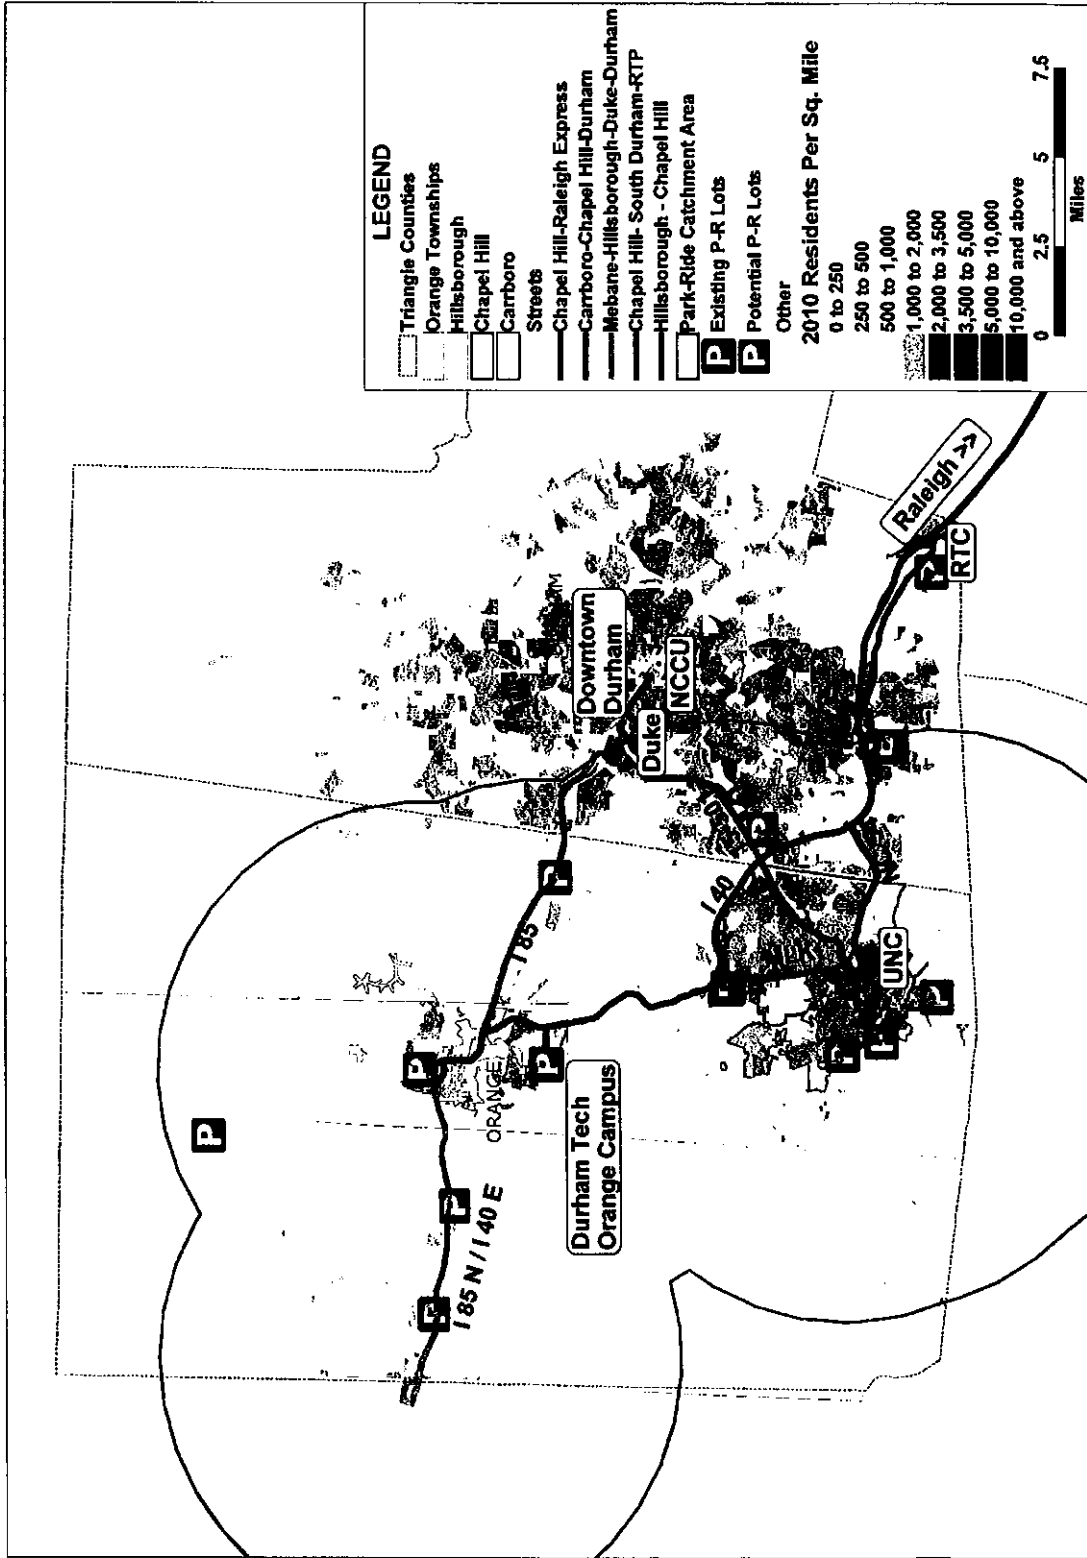 LEGEND
Triangle Counties
Orange Townships
Hillsborough
Chapel Hill
Carrboro
Streets
Chapel Hill-Raleigh Express
Carrboro-Chapel Hill-Durham
Mebane-Hillsborough-Duke-Durham
Chapel Hill- South Durham-RTP
Hillsborough - Chapel Hill
Park-Ride Catchment Area
P Existing P-R Lots
P Potential P-R Lots
Other
2010 Residents Per Sq. Mile
0 to 250
250 to 500
500 to 1,000
1,000 to 2,000
2,000 to 3,500
3,500 to 5,000
5,000 to 10,000
10,000 and above
0 2.5 5 7.5
Miles
P
P
P
I 85 N / I 40 E
P
ORANGE
P
Durham Tech
Orange Campus
I 85
P
Downtown
Durham
Duke
NCCU
I 40
P
P
P
P
P
UNC
P
P
RTC
Raleigh >>